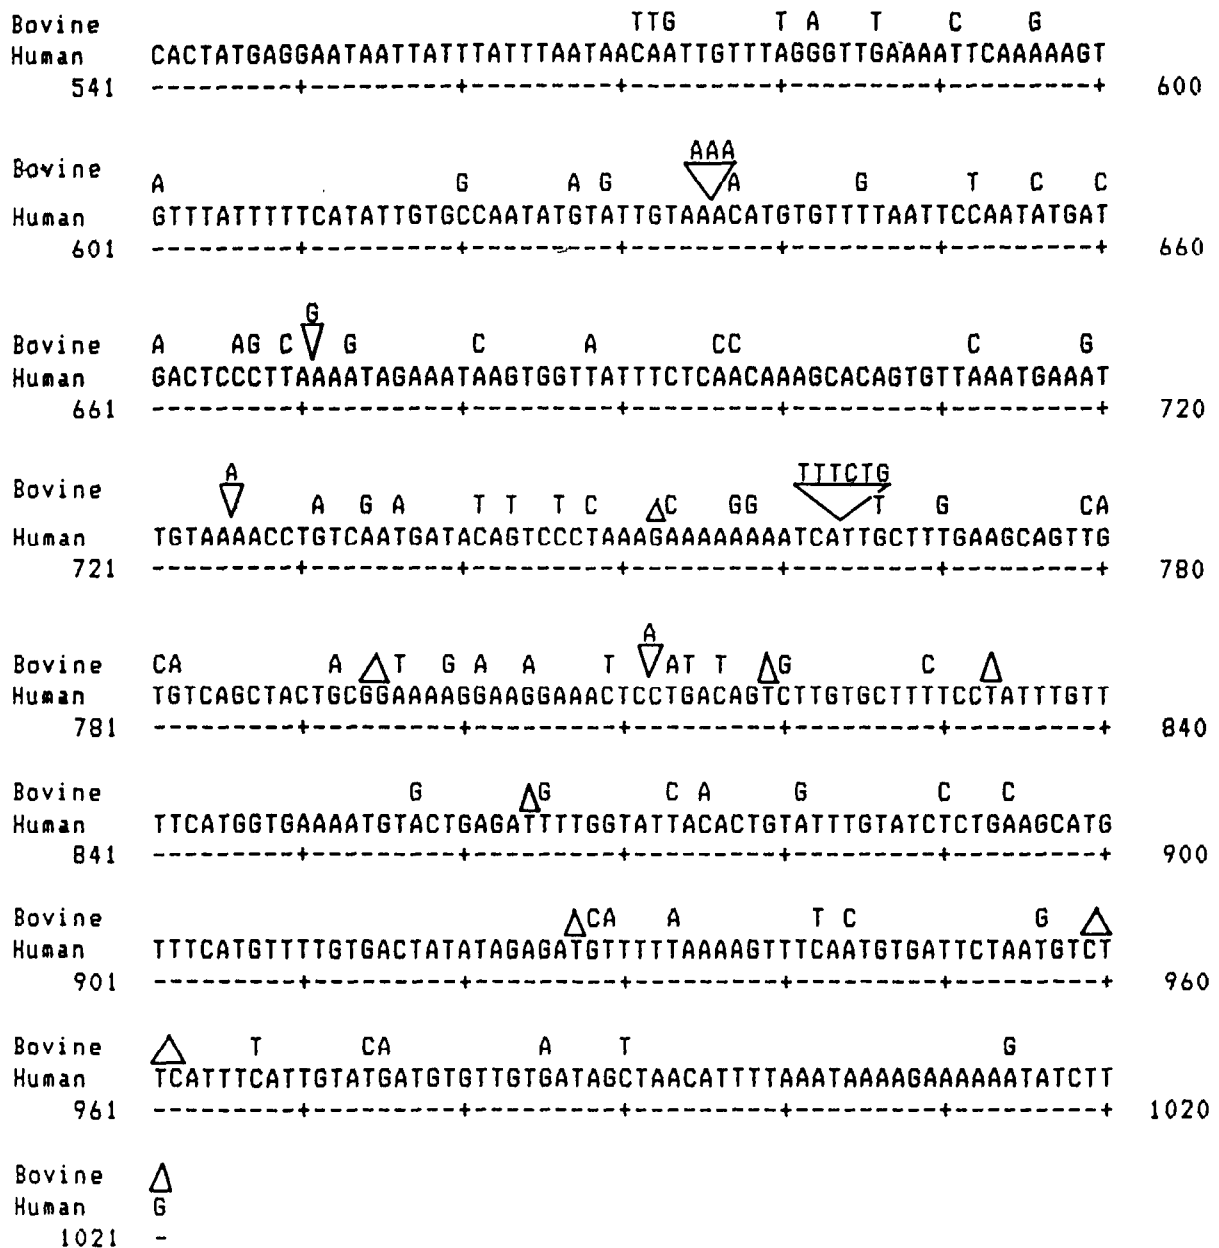 Bovine TTG T A T C G
Human CACTATGAGGAATAATTATTTATTTAATAACAATTGTTTAGGGTTGAAAATTCAAAAAGT
541 ---------+---------+---------+---------+---------+---------+ 600
AAA
Bovine A G A G A G T C C
Human GTTTATTTTTCATATTGTGCCAATATGTATTGTAAACATGTGTTTTAATTCCAATATGAT
601 ---------+---------+---------+---------+---------+---------+ 660
G
Bovine A AG C G C A CC C G
Human GACTCCCTTAAAATAGAAATAAGTGGTTATTTCTCAACAAAGCACAGTGTTAAATGAAAT
661 ---------+---------+---------+---------+---------+---------+ 720
A TTTCTG
Bovine A G A T T T C Δ C GG T G CA
Human TGTAAAACCTGTCAATGATACAGTCCCTAAAGAAAAAAAATCATTGCTTTGAAGCAGTTG
721 ---------+---------+---------+---------+---------+---------+ 780
A
Bovine CA A Δ T G A A T AT T Δ G C Δ
Human TGTCAGCTACTGCGGAAAAGGAAGGAAACTCCTGACAGTCTTGTGCTTTTCCTATTTGTT
781 ---------+---------+---------+---------+---------+---------+ 840
Bovine G Δ G C A G C C
Human TTCATGGTGAAAATGTACTGAGATTTTGGTATTACACTGTATTTGTATCTCTGAAGCATG
841 ---------+---------+---------+---------+---------+---------+ 900
Bovine Δ CA A T C G Δ
Human TTTCATGTTTTGTGACTATATAGAGATGTTTTTAAAAGTTTCAATGTGATTCTAATGTCT
901 ---------+---------+---------+---------+---------+---------+ 960
Bovine Δ T CA A T G
Human TCATTTCATTGTATGATGTGTTGTGATAGCTAACATTTTAAATAAAAGAAAAAATATCTT
961 ---------+---------+---------+---------+---------+---------+ 1020
Bovine Δ
Human G
1021 -